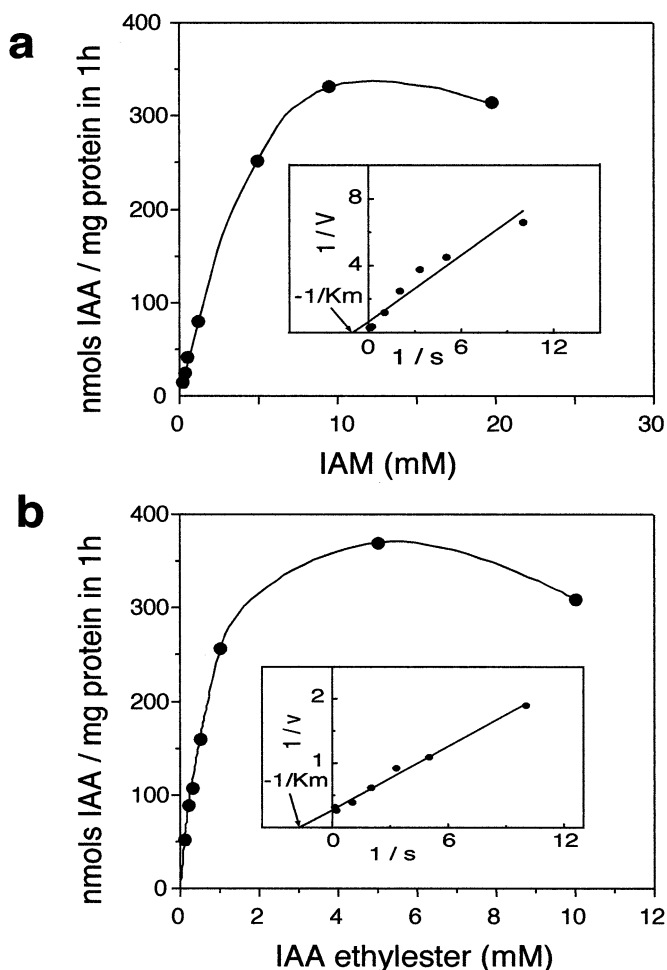 a
nmols IAA / mg protein in 1h
400
300
200
100
0
0 10 20 30
IAM (mM)
1 / V
8
4
-1/Km
0 6 12
1 / s
b
nmols IAA / mg protein in 1h
400
300
200
100
0
0 2 4 6 8 10 12
IAA ethylester (mM)
1 / v
2
1
-1/Km
0 6 12
1 / s